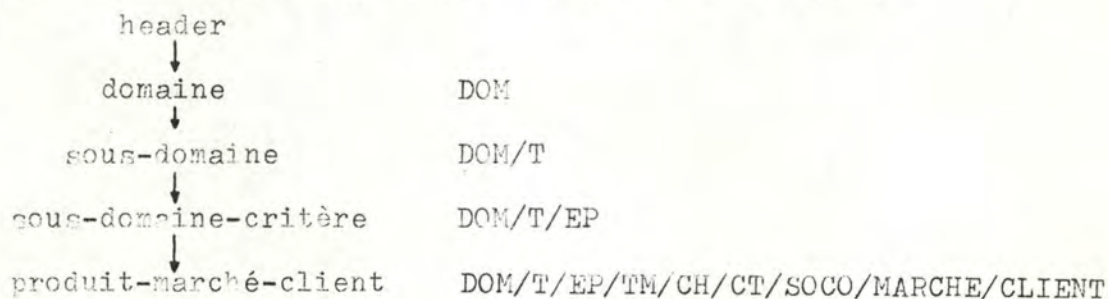 header
domaine DOM
sous-domaine DOM/T
sous-domaine-critère DOM/T/EP
produit-marché-client DOM/T/EP/TM/CH/CT/SOCO/MARCHE/CLIENT